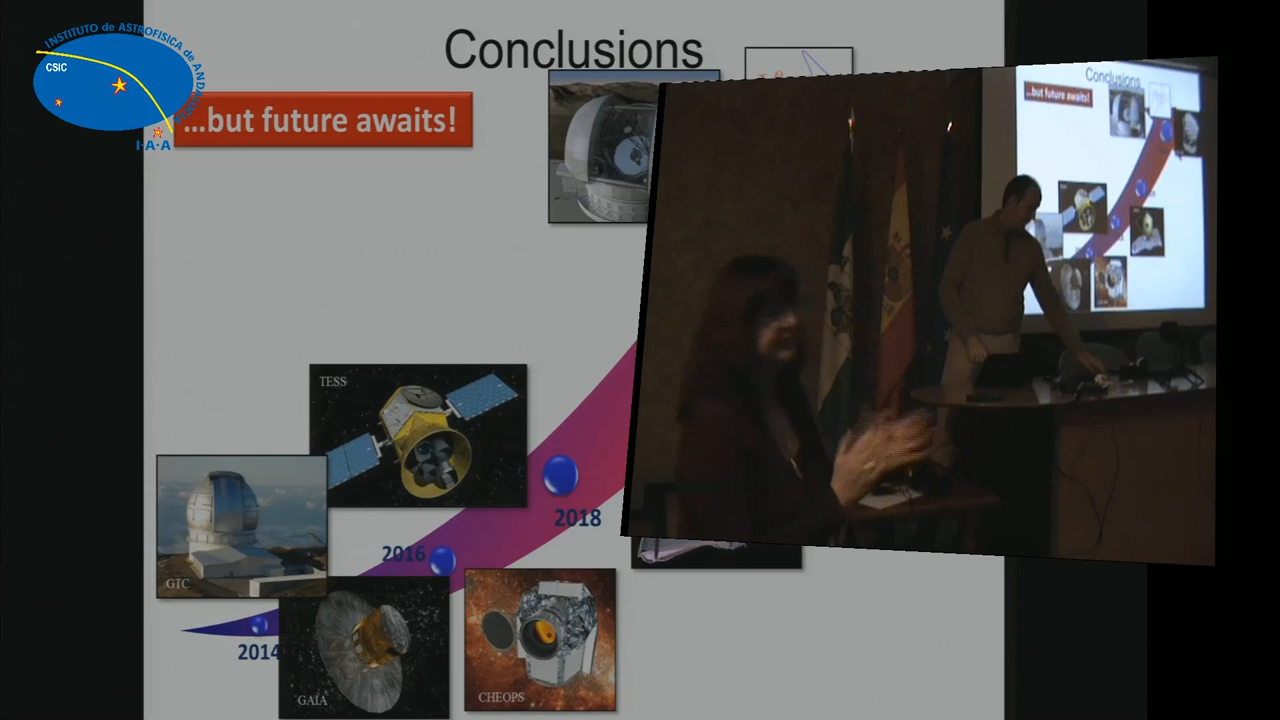 INSTITUTO de ASTROFISICA de ANDALUCIA
CSIC
I-A-A
Conclusions
...but future awaits!
TESS
2018
2016
GTC
2014
GAIA
CHEOPS
Conclusions
...but future awaits!